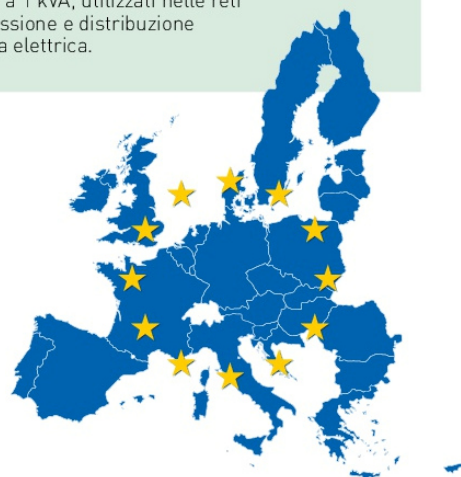 a 1 kVA, utilizzati nelle reti
ssione e distribuzione
a elettrica.